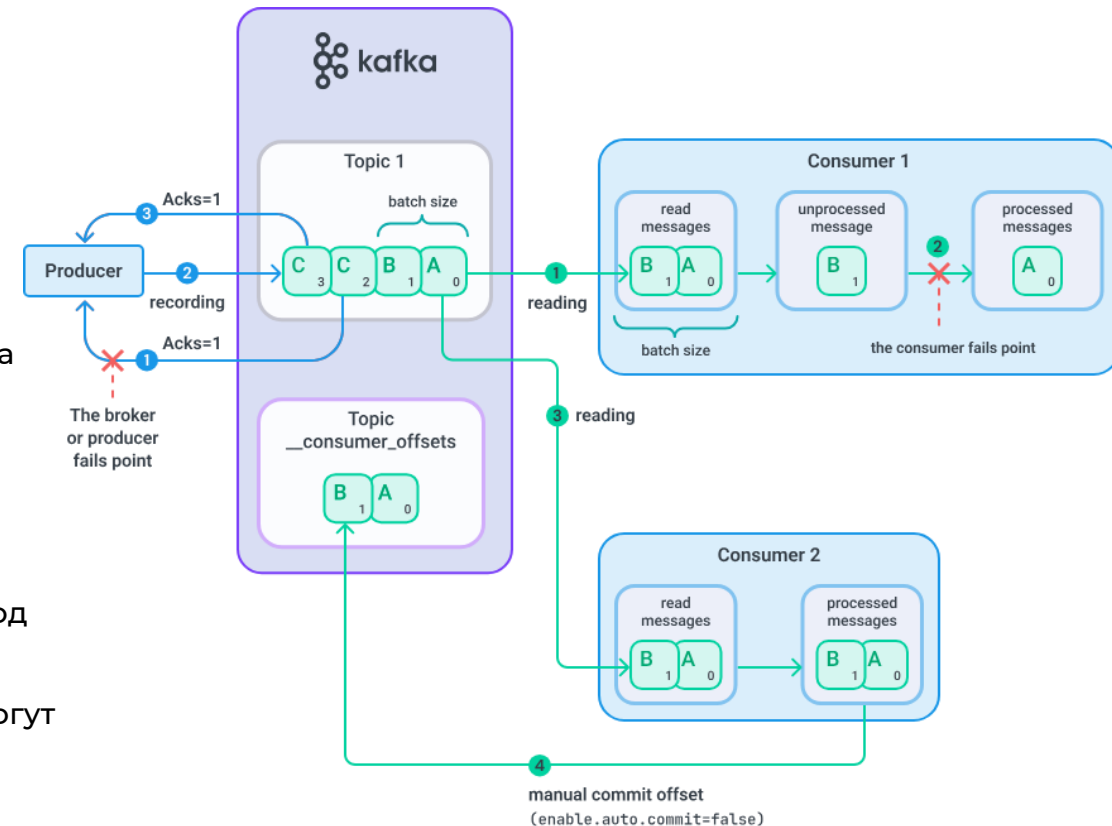 kafka
Topic 1
batch size
C 3
C 2
B 1
A 0
Producer
3
Acks=1
2
recording
Acks=1
1
The broker
or producer
fails point
а
од
огут
Topic
__consumer_offsets
B 1
A 0
1
reading
Consumer 1
read
messages
B 1
A 0
batch size
unprocessed
message
B 1
2
the consumer fails point
processed
messages
A 0
3
reading
Consumer 2
read
messages
B 1
A 0
processed
messages
B 1
A 0
4
manual commit offset
(enable.auto.commit=false)